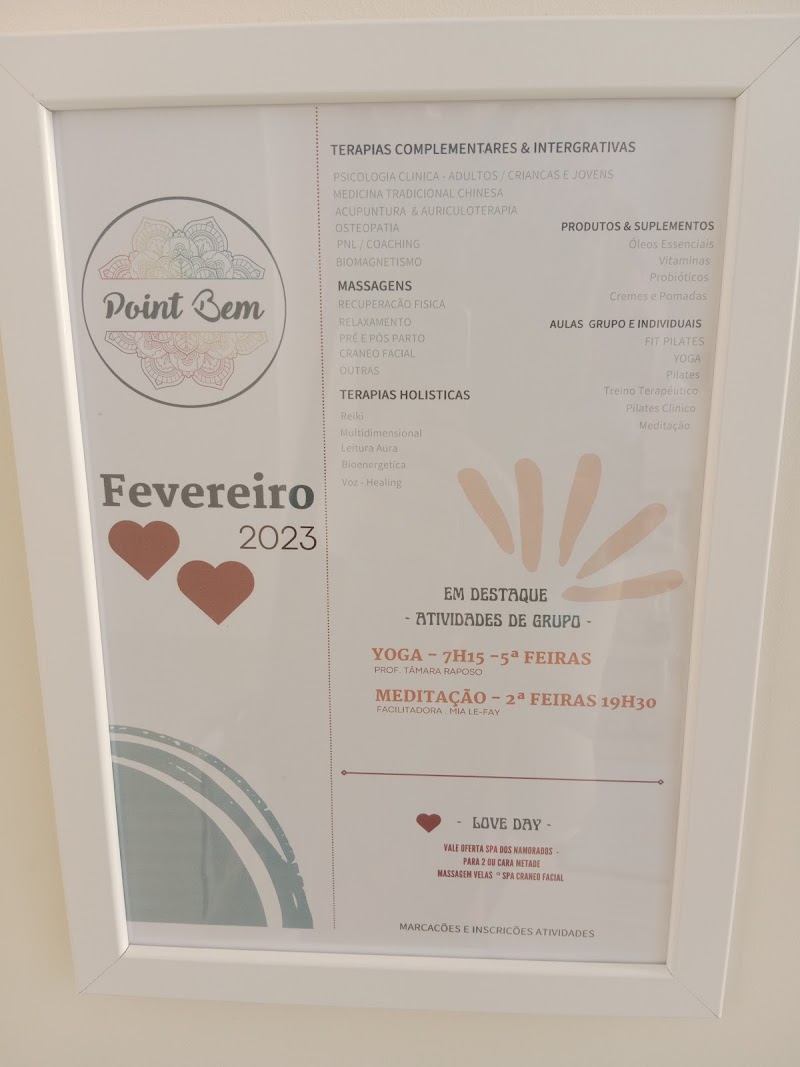 Point Bem
Fevereiro
2023
TERAPIAS COMPLEMENTARES & INTERGRATIVAS
PSICOLOGIA CLINICA - ADULTOS / CRIANCAS E JOVENS
MEDICINA TRADICIONAL CHINESA
ACUPUNTURA & AURICULOTERAPIA
OSTEOPATIA
PNL / COACHING
BIOMAGNETISMO
MASSAGENS
RECUPERACÃO FISICA
RELAXAMENTO
PRÉ E PÓS PARTO
CRANEO FACIAL
OUTRAS
TERAPIAS HOLISTICAS
Reiki
Multidimensional
Leitura Aura
Bioenergetica
Voz - Healing
PRODUTOS & SUPLEMENTOS
Óleos Essenciais
Vitaminas
Probióticos
Cremes e Pomadas
AULAS GRUPO E INDIVIDUAIS
FIT PILATES
YOGA
Pilates
Treino Terapêutico
Pilates Clinico
Meditação
EM DESTAQUE
- ATIVIDADES DE GRUPO -
YOGA - 7H15 -5ª FEIRAS
PROF. TÂMARA RAPOSO
MEDITAÇÃO - 2ª FEIRAS 19H30
FACILITADORA . MIA LE-FAY
- LOVE DAY -
VALE OFERTA SPA DOS NAMORADOS -
PARA 2 OU CARA METADE
MASSAGEM VELAS º SPA CRANEO FACIAL
MARCACÕES E INSCRICÕES ATIVIDADES